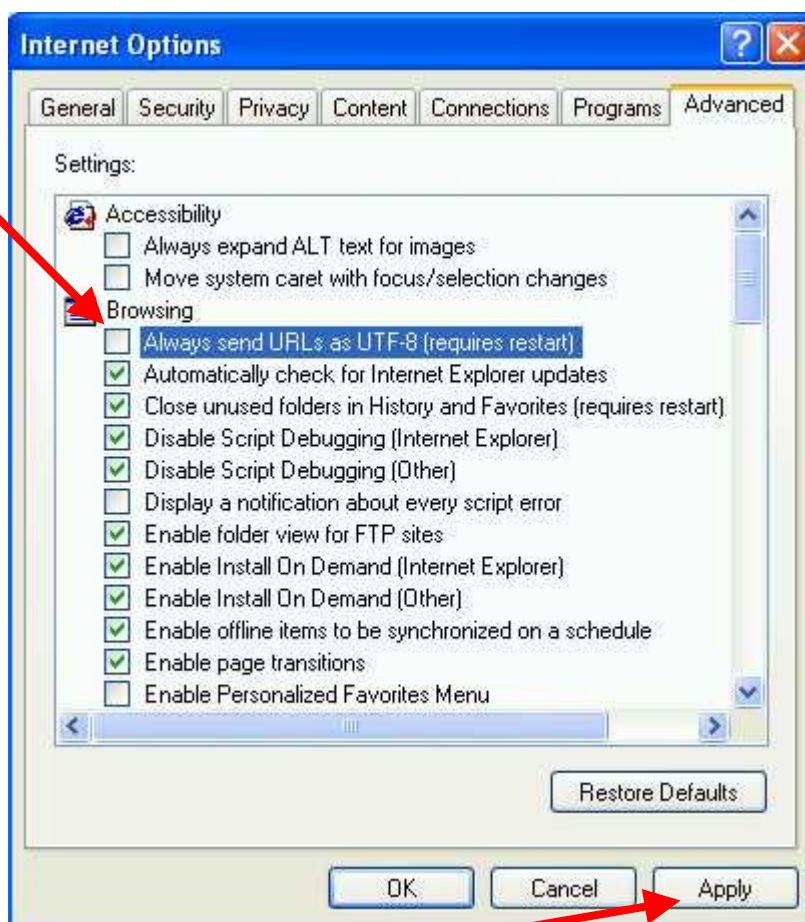 Internet Options
General Security Privacy Content Connections Programs Advanced
Settings:
Accessibility
Always expand ALT text for images
Move system caret with focus/selection changes
Browsing
Always send URLs as UTF-8 (requires restart)
Automatically check for Internet Explorer updates
Close unused folders in History and Favorites (requires restart)
Disable Script Debugging (Internet Explorer)
Disable Script Debugging (Other)
Display a notification about every script error
Enable folder view for FTP sites
Enable Install On Demand (Internet Explorer)
Enable Install On Demand (Other)
Enable offline items to be synchronized on a schedule
Enable page transitions
Enable Personalized Favorites Menu
Restore Defaults
OK Cancel Apply